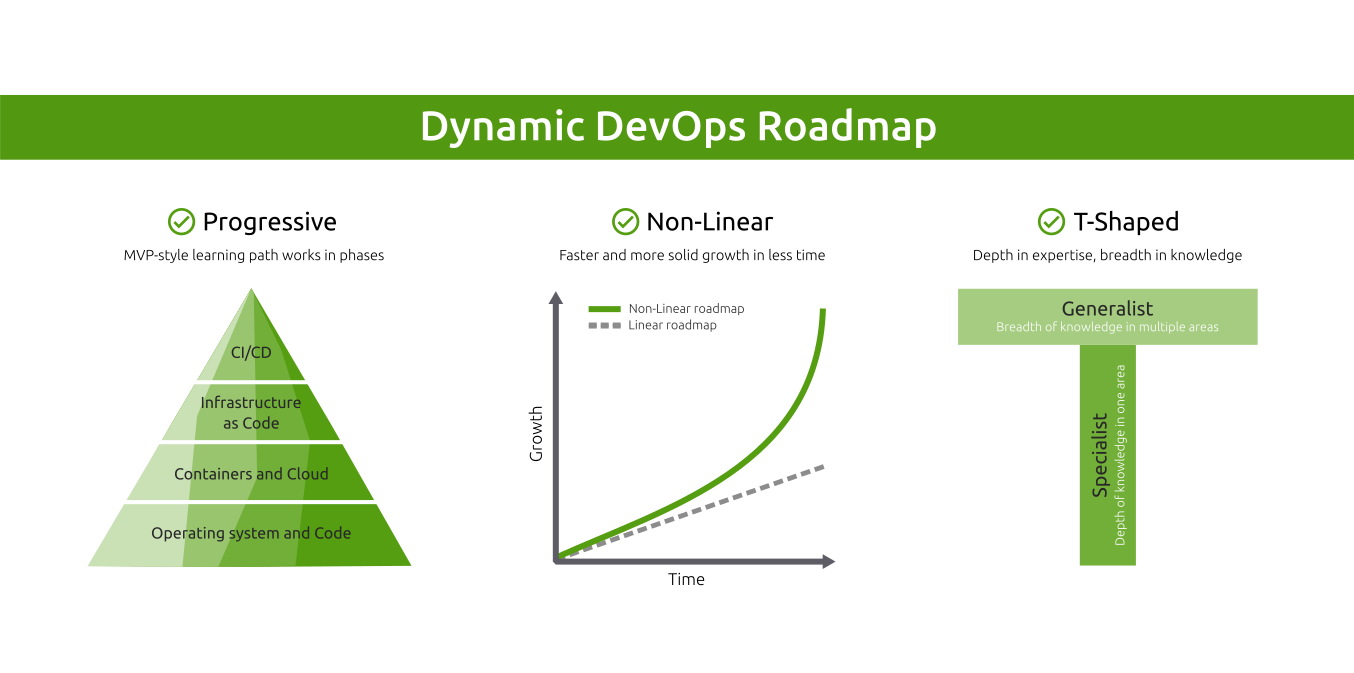 Dynamic DevOps Roadmap
Progressive
MVP-style learning path works in phases
CI/CD
Infrastructure
as Code
Containers and Cloud
Operating system and Code
Non-Linear
Faster and more solid growth in less time
Non-Linear roadmap
Linear roadmap
Growth
Time
T-Shaped
Depth in expertise, breadth in knowledge
Generalist
Breadth of knowledge in multiple areas
Specialist
Depth of knowledge in one area